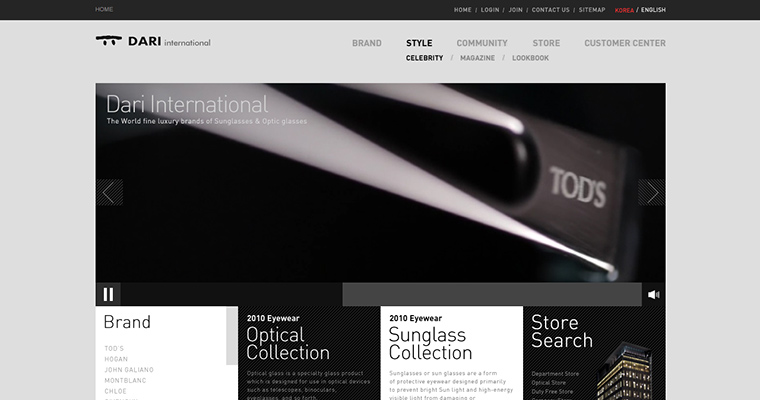 HOME
HOME / LOGIN / JOIN / CONTACT US / SITEMAP KOREA / ENGLISH
DARI international
BRAND STYLE COMMUNITY STORE CUSTOMER CENTER
CELEBRITY / MAGAZINE / LOOKBOOK
Dari International
The World fine luxury brands of Sunglasses & Optic glasses
TOD'S
Brand
TOD S
HOGAN
JOHN GALIANO
MONTBLANC
CHLOE
2010 Eyewear
Optical
Collection
Optical glass is a specialty glass product
which is designed for use in optical devices
such as telescopes, binoculars,
eyeglasses, and so forth.
2010 Eyewear
Sunglass
Collection
Sunglasses or sun glasses are a form
of protective eyewear designed primarily
to prevent bright Sun light and high-energy
visible light from damaging or
Store
Search
Department Store
Optical Store
Duty Free Store